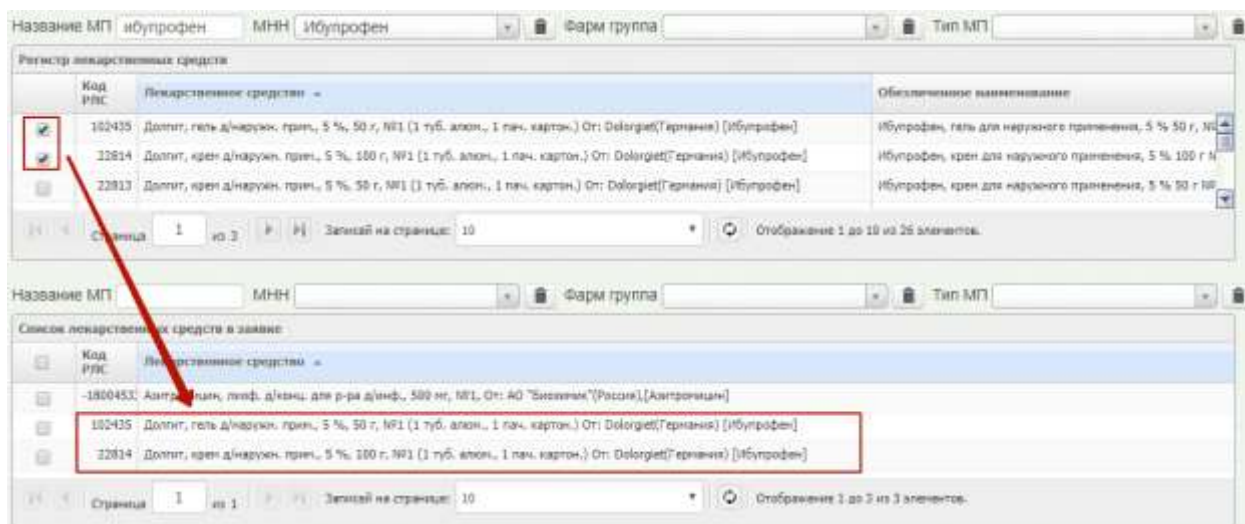 Название МП ибупрофен МНН Ибупрофен Фарм группа Тип МП
Регистр лекарственных средств
Код РЛС Лекарственное средство Обезличенное наименование
102435 Долгит, гель д/наружн. прим., 5 %, 50 г, №1 (1 туб. алюм., 1 пач. картон.) От: Dolorgiet(Германия) [Ибупрофен] Ибупрофен, гель для наружного применения, 5 % 50 г, №
22814 Долгит, крем д/наружн. прим., 5 %, 100 г, №1 (1 туб. алюм., 1 пач. картон.) От: Dolorgiet(Германия) [Ибупрофен] Ибупрофен, крем для наружного применения, 5 % 100 г №
22813 Долгит, крем д/наружн. прим., 5 %, 50 г, №1 (1 туб. алюм., 1 пач. картон.) От: Dolorgiet(Германия) [Ибупрофен] Ибупрофен, крем для наружного применения, 5 % 50 г №
Страница 1 из 3 Записей на странице: 10 Отображение 1 до 10 из 26 элементов.
Название МП МНН Фарм группа Тип МП
Список лекарственных средств в заявке
Код РЛС Лекарственное средство
-1800453 Азитромицин, лиоф. д/конц. для р-ра д/инф., 500 мг, №1, От: АО "Биохимик"(Россия),[Азитромицин]
102435 Долгит, гель д/наружн. прим., 5 %, 50 г, №1 (1 туб. алюм., 1 пач. картон.) От: Dolorgiet(Германия) [Ибупрофен]
22814 Долгит, крем д/наружн. прим., 5 %, 100 г, №1 (1 туб. алюм., 1 пач. картон.) От: Dolorgiet(Германия) [Ибупрофен]
Страница 1 из 1 Записей на странице: 10 Отображение 1 до 3 из 3 элементов.